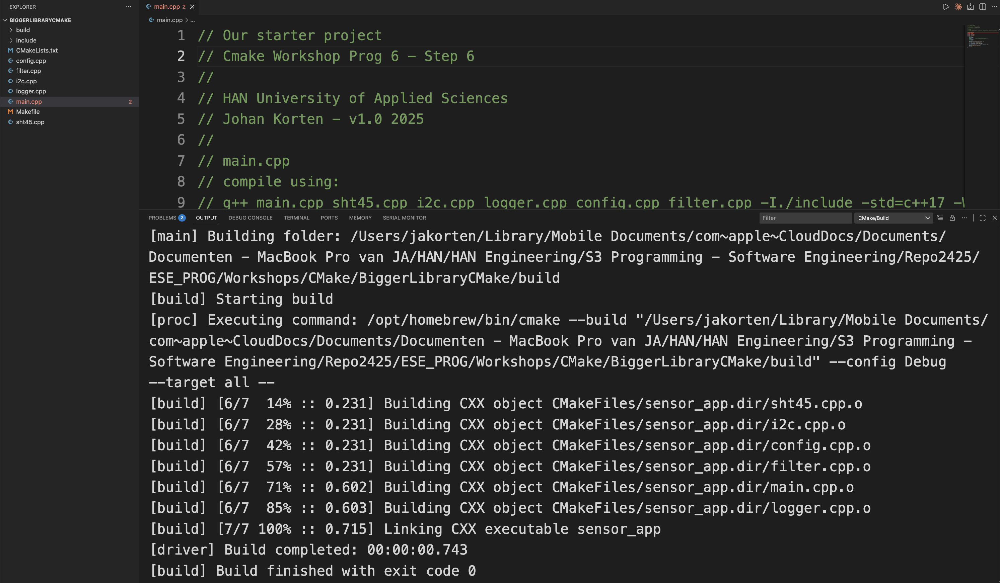 EXPLORER
BIGGERLIBRARYCMAKE
build
include
CMakeLists.txt
config.cpp
filter.cpp
i2c.cpp
logger.cpp
main.cpp 2
Makefile
sht45.cpp
main.cpp 2
main.cpp > ...
1 // Our starter project
2 // Cmake Workshop Prog 6 – Step 6
3 //
4 // HAN University of Applied Sciences
5 // Johan Korten – v1.0 2025
6 //
7 // main.cpp
8 // compile using:
9 // g++ main.cpp sht45.cpp i2c.cpp logger.cpp config.cpp filter.cpp -I./include -std=c++17
PROBLEMS 2 OUTPUT DEBUG CONSOLE TERMINAL PORTS MEMORY SERIAL MONITOR Filter CMake/Build
[main] Building folder: /Users/jakorten/Library/Mobile Documents/com~apple~CloudDocs/Documents/
Documenten – MacBook Pro van JA/HAN/HAN Engineering/S3 Programming – Software Engineering/Repo2425/
ESE_PROG/Workshops/CMake/BiggerLibraryCMake/build
[build] Starting build
[proc] Executing command: /opt/homebrew/bin/cmake --build "/Users/jakorten/Library/Mobile Documents/
com~apple~CloudDocs/Documents/Documenten – MacBook Pro van JA/HAN/HAN Engineering/S3 Programming –
Software Engineering/Repo2425/ESE_PROG/Workshops/CMake/BiggerLibraryCMake/build" --config Debug
--target all --
[build] [6/7  14% :: 0.231] Building CXX object CMakeFiles/sensor_app.dir/sht45.cpp.o
[build] [6/7  28% :: 0.231] Building CXX object CMakeFiles/sensor_app.dir/i2c.cpp.o
[build] [6/7  42% :: 0.231] Building CXX object CMakeFiles/sensor_app.dir/config.cpp.o
[build] [6/7  57% :: 0.231] Building CXX object CMakeFiles/sensor_app.dir/filter.cpp.o
[build] [6/7  71% :: 0.602] Building CXX object CMakeFiles/sensor_app.dir/main.cpp.o
[build] [6/7  85% :: 0.603] Building CXX object CMakeFiles/sensor_app.dir/logger.cpp.o
[build] [7/7 100% :: 0.715] Linking CXX executable sensor_app
[driver] Build completed: 00:00:00.743
[build] Build finished with exit code 0